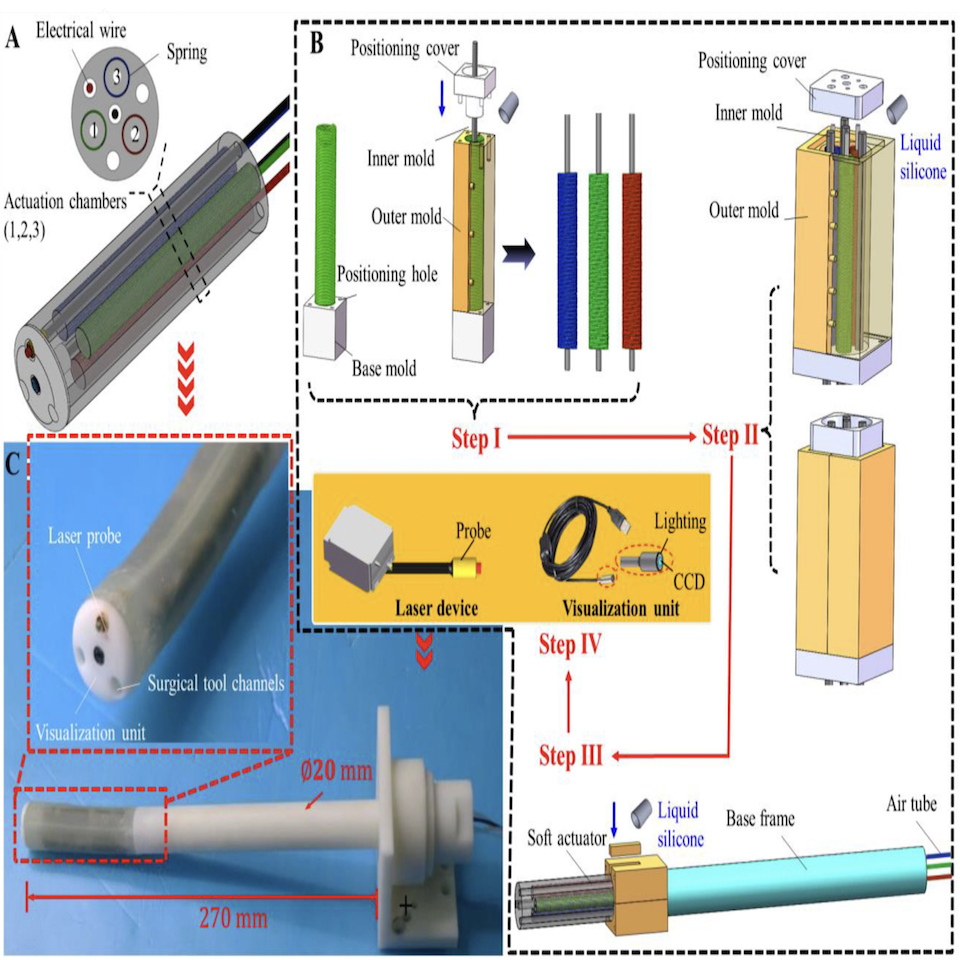 A
Electrical wire
Spring
3
1
2
Actuation chambers
(1,2,3)
B
Positioning cover
Inner mold
Outer mold
Positioning hole
Base mold
Positioning cover
Inner mold
Liquid
silicone
Outer mold
Step I
Step II
C
Laser probe
Surgical tool channels
Visualization unit
Probe
Laser device
Lighting
CCD
Visualization unit
Step IV
Step III
Ø20 mm
270 mm
Soft actuator
Liquid
silicone
Base frame
Air tube